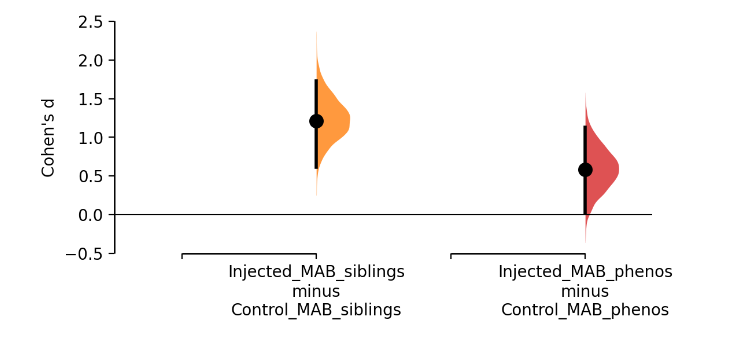 2.5
2.0
1.5
1.0
0.5
0.0
−0.5
Cohen's d
Injected_MAB_siblings
minus
Control_MAB_siblings
Injected_MAB_phenos
minus
Control_MAB_phenos